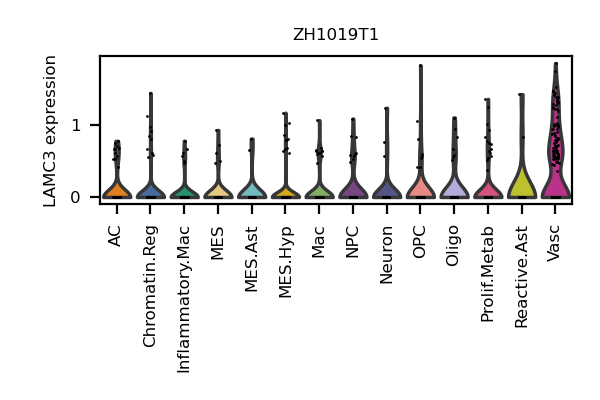 ZH1019T1
LAMC3 expression
1
0
AC
Chromatin.Reg
Inflammatory.Mac
MES
MES.Ast
MES.Hyp
Mac
NPC
Neuron
OPC
Oligo
Prolif.Metab
Reactive.Ast
Vasc